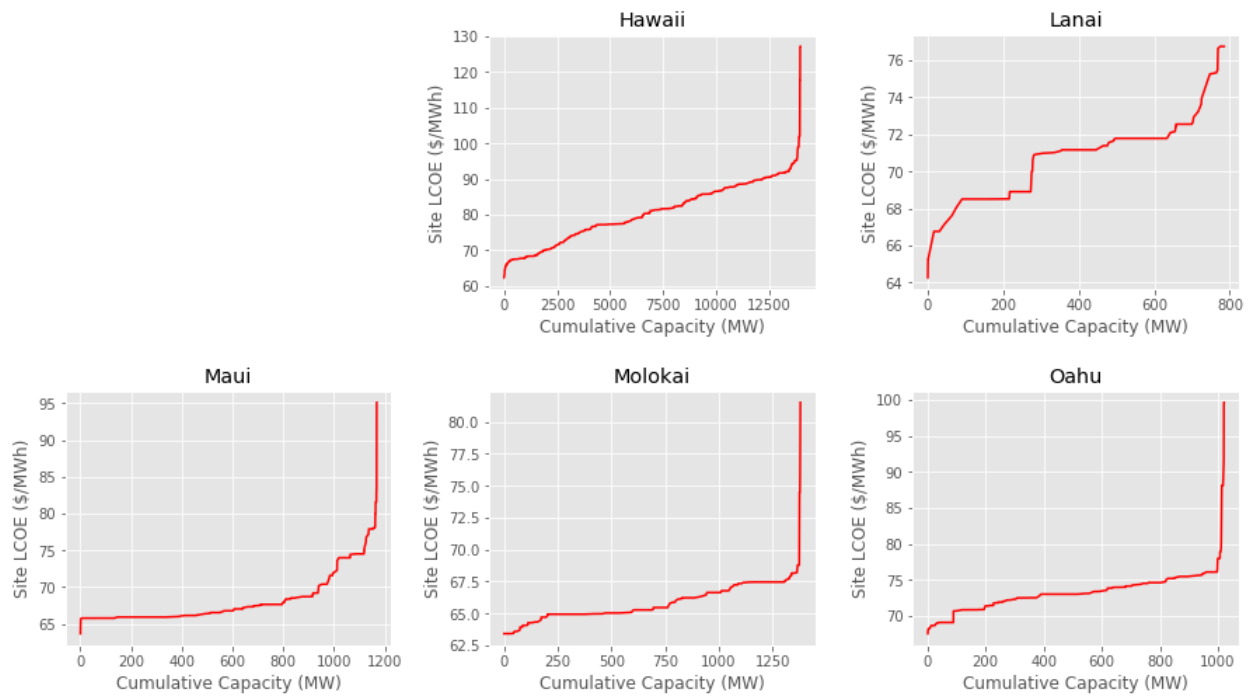 Hawaii
Site LCOE ($/MWh)
130
120
110
100
90
80
70
60
0 2500 5000 7500 10000 12500
Cumulative Capacity (MW)
Lanai
Site LCOE ($/MWh)
76
74
72
70
68
66
64
0 200 400 600 800
Cumulative Capacity (MW)
Maui
Site LCOE ($/MWh)
95
90
85
80
75
70
65
0 200 400 600 800 1000 1200
Cumulative Capacity (MW)
Molokai
Site LCOE ($/MWh)
80.0
77.5
75.0
72.5
70.0
67.5
65.0
62.5
0 250 500 750 1000 1250
Cumulative Capacity (MW)
Oahu
Site LCOE ($/MWh)
100
95
90
85
80
75
70
0 200 400 600 800 1000
Cumulative Capacity (MW)